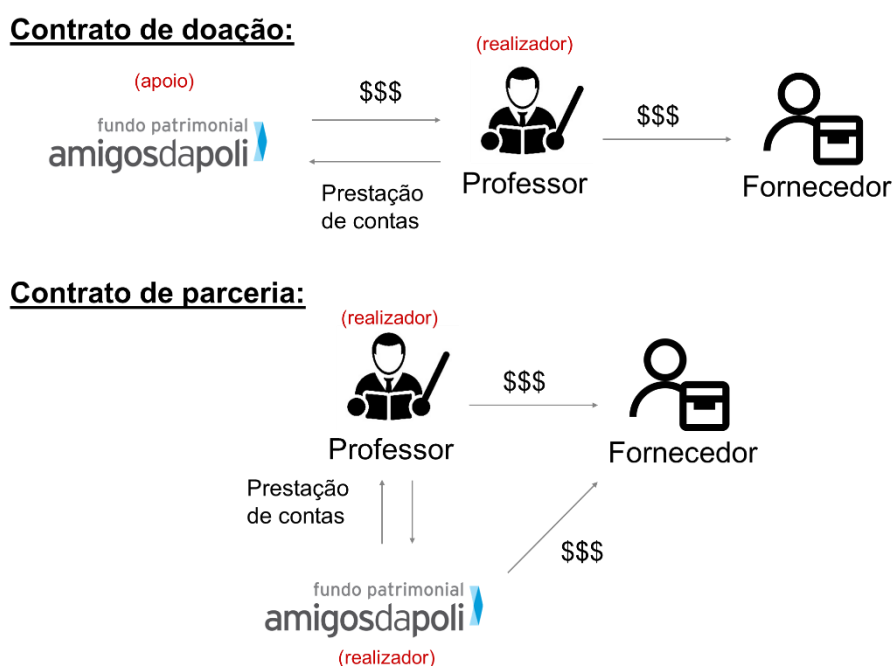 Contrato de doação:
(apoio)
(realizador)
$$$
$$$
fundo patrimonial
amigosdapoli
Prestação
de contas
Professor
Fornecedor
Contrato de parceria:
(realizador)
$$$
Professor
Fornecedor
Prestação
de contas
$$$
fundo patrimonial
amigosdapoli
(realizador)